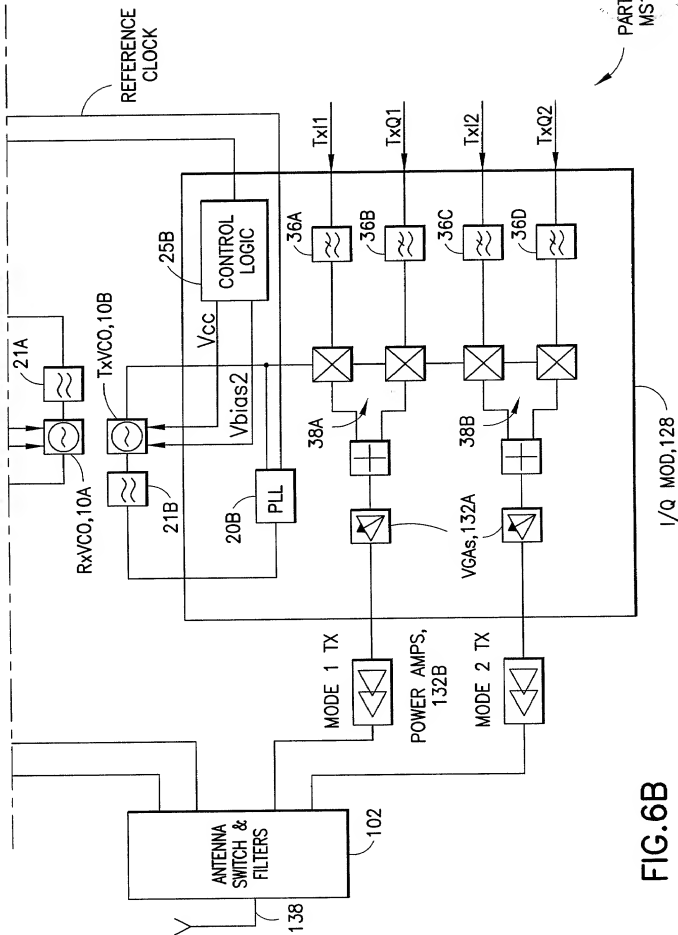 REFERENCE
CLOCK
PART
MS
21A
RxVCO,10A
TxVCO,10B
21B
Vcc
Vbias2
25B
CONTROL
LOGIC
20B
PLL
36A
36B
36C
36D
TxI1
TxQ1
TxI2
TxQ2
38A
38B
VGAs,132A
I/Q MOD,128
MODE 1 TX
POWER AMPS,
132B
MODE 2 TX
ANTENNA
SWITCH &
FILTERS
102
138
FIG.6B